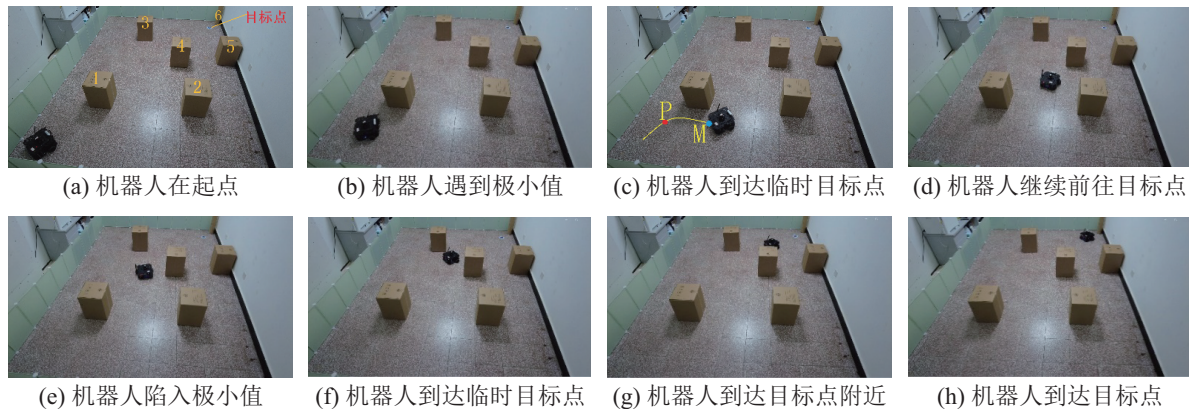 3
6
目标点
4
5
1
2
P
M
(a) 机器人在起点
(b) 机器人遇到极小值
(c) 机器人到达临时目标点
(d) 机器人继续前往目标点
(e) 机器人陷入极小值
(f) 机器人到达临时目标点
(g) 机器人到达目标点附近
(h) 机器人到达目标点